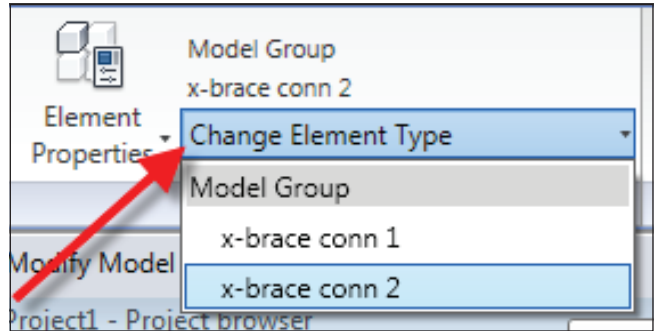 Model Group
x-brace conn 2
Element
Properties
Change Element Type
Model Group
x-brace conn 1
Modify Model
x-brace conn 2
Project1 - Project browser